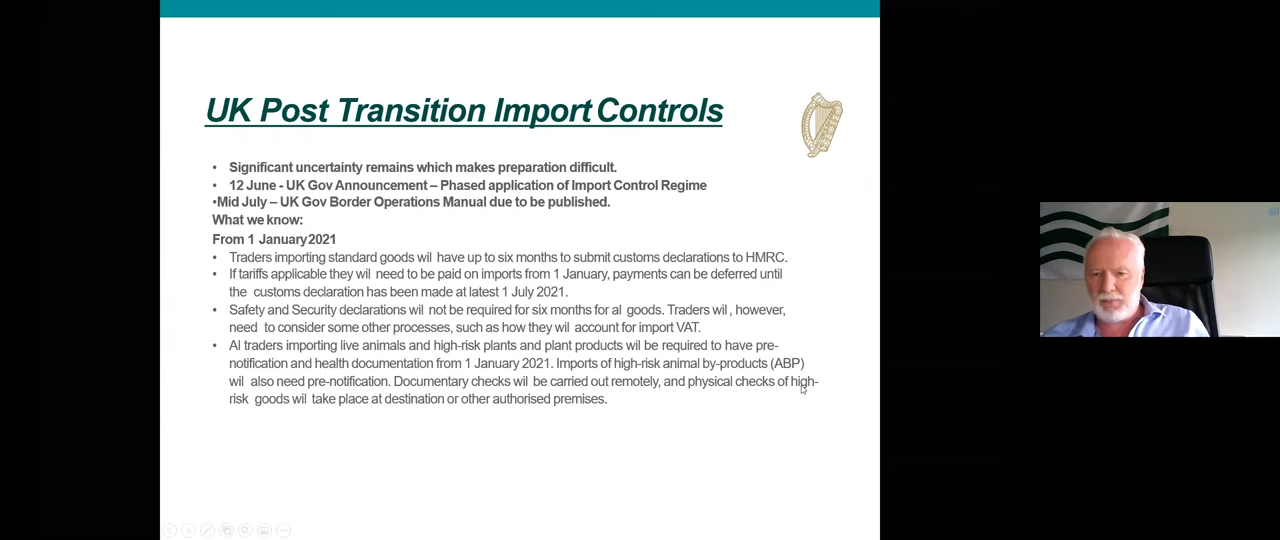 UK Post Transition Import Controls
• Significant uncertainty remains which makes preparation difficult.
• 12 June - UK Gov Announcement – Phased application of Import Control Regime
•Mid July – UK Gov Border Operations Manual due to be published.
What we know:
From 1 January 2021
• Traders importing standard goods wil have up to six months to submit customs declarations to HMRC.
• If tariffs applicable they wil need to be paid on imports from 1 January, payments can be deferred until
the customs declaration has been made at latest 1 July 2021.
• Safety and Security declarations wil not be required for six months for al goods. Traders wil, however,
need to consider some other processes, such as how they wil account for import VAT.
• Al traders importing live animals and high-risk plants and plant products wil be required to have pre-
notification and health documentation from 1 January 2021. Imports of high-risk animal by-products (ABP)
wil also need pre-notification. Documentary checks wil be carried out remotely, and physical checks of high-
risk goods wil take place at destination or other authorised premises.